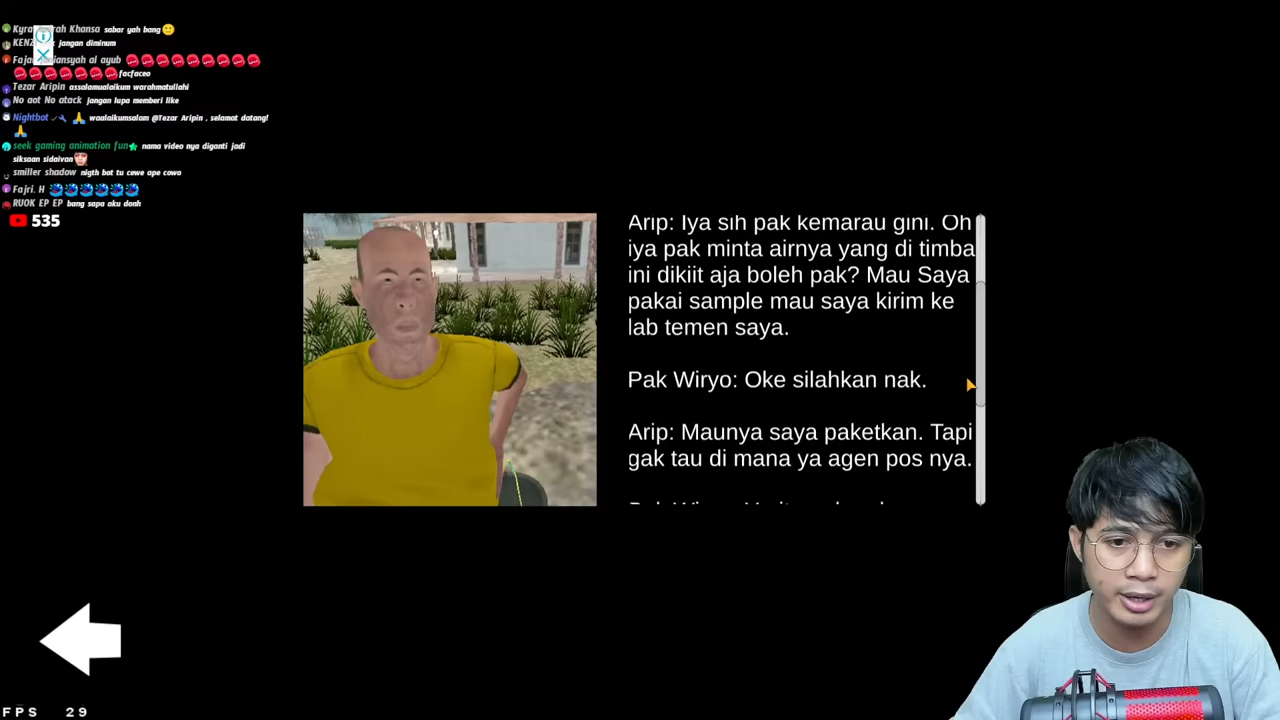 Kyra rah Khansa sabar yah bang
KENZ jangan diminum
Faja iansyah al ayub
facfaceo
Tezar Aripin assalamualaikum warahmatullahi
No aot No atack jangan lupa memberi like
Nightbot waalaikumsalam @Tezar Aripin , selamat datang!
seek gaming animation fun nama video nya diganti jadi
siksaan sidaivan
smiller shadow nigth bot tu cewe ape cowo
Fajri. H
RUOK EP EP bang sapa aku donh
535
Arip: Iya sih pak kemarau gini. Oh
iya pak minta airnya yang di timba
ini dikiit aja boleh pak? Mau Saya
pakai sample mau saya kirim ke
lab temen saya.
Pak Wiryo: Oke silahkan nak.
Arip: Maunya saya paketkan. Tapi
gak tau di mana ya agen pos nya.
FPS 29